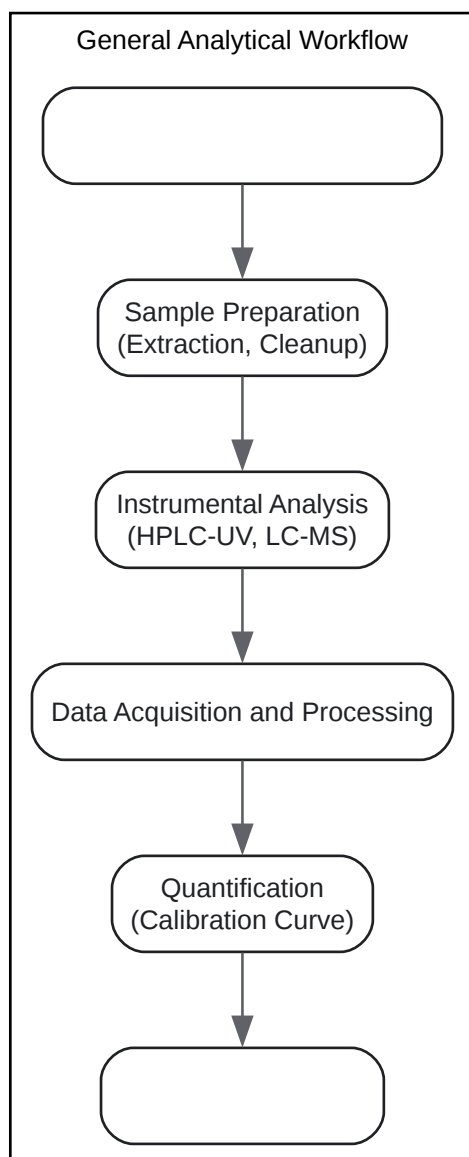 General Analytical Workflow
Sample Preparation
(Extraction, Cleanup)
Instrumental Analysis
(HPLC-UV, LC-MS)
Data Acquisition and Processing
Quantification
(Calibration Curve)